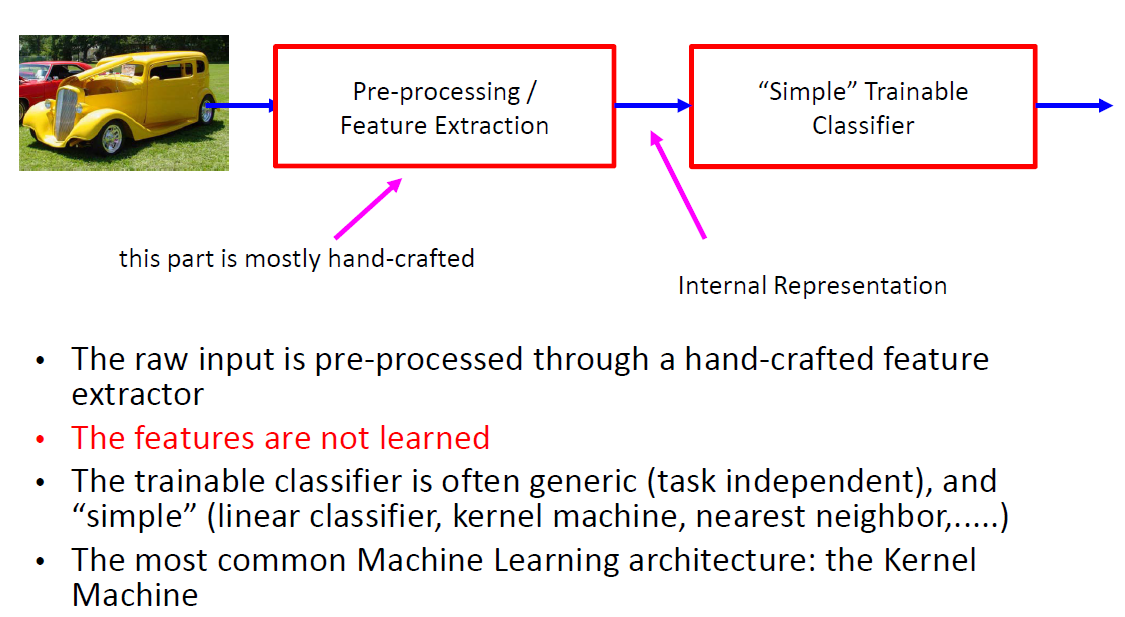 Pre-processing /
Feature Extraction
“Simple” Trainable
Classifier
this part is mostly hand-crafted
Internal Representation
• The raw input is pre-processed through a hand-crafted feature
extractor
• The features are not learned
• The trainable classifier is often generic (task independent), and
“simple” (linear classifier, kernel machine, nearest neighbor,.....)
• The most common Machine Learning architecture: the Kernel
Machine